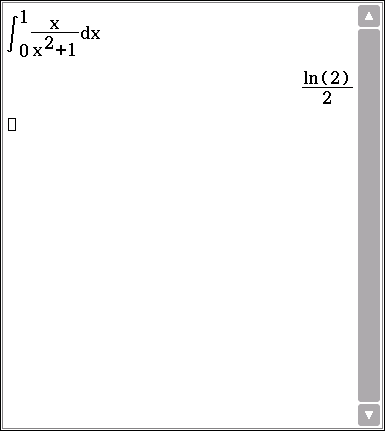 ∫₀¹ x/(x²+1) dx
ln(2)/2